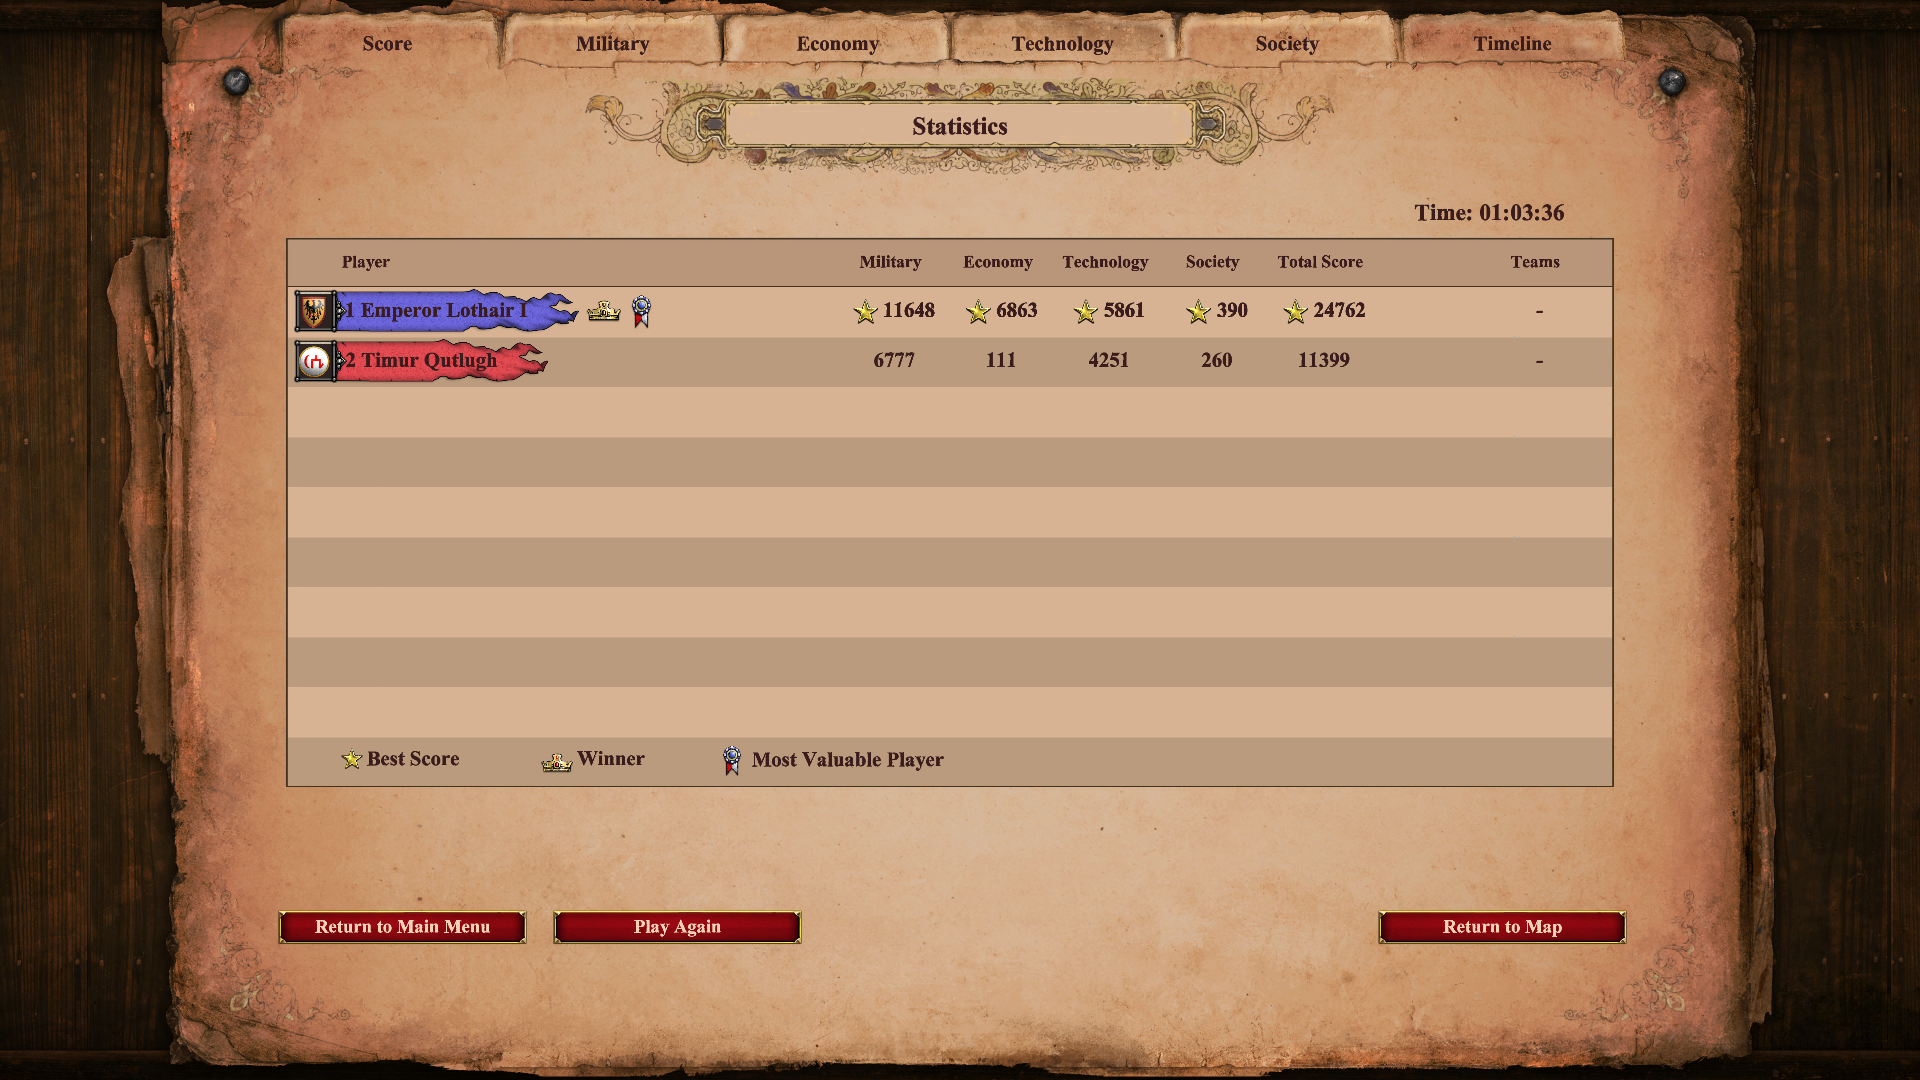 Score Military Economy Technology Society Timeline
Statistics
Time: 01:03:36
Player Military Economy Technology Society Total Score Teams
1 Emperor Lothair I 11648 6863 5861 390 24762 -
2 Timur Qutlugh 6777 111 4251 260 11399 -
Best Score Winner Most Valuable Player
Return to Main Menu Play Again Return to Map